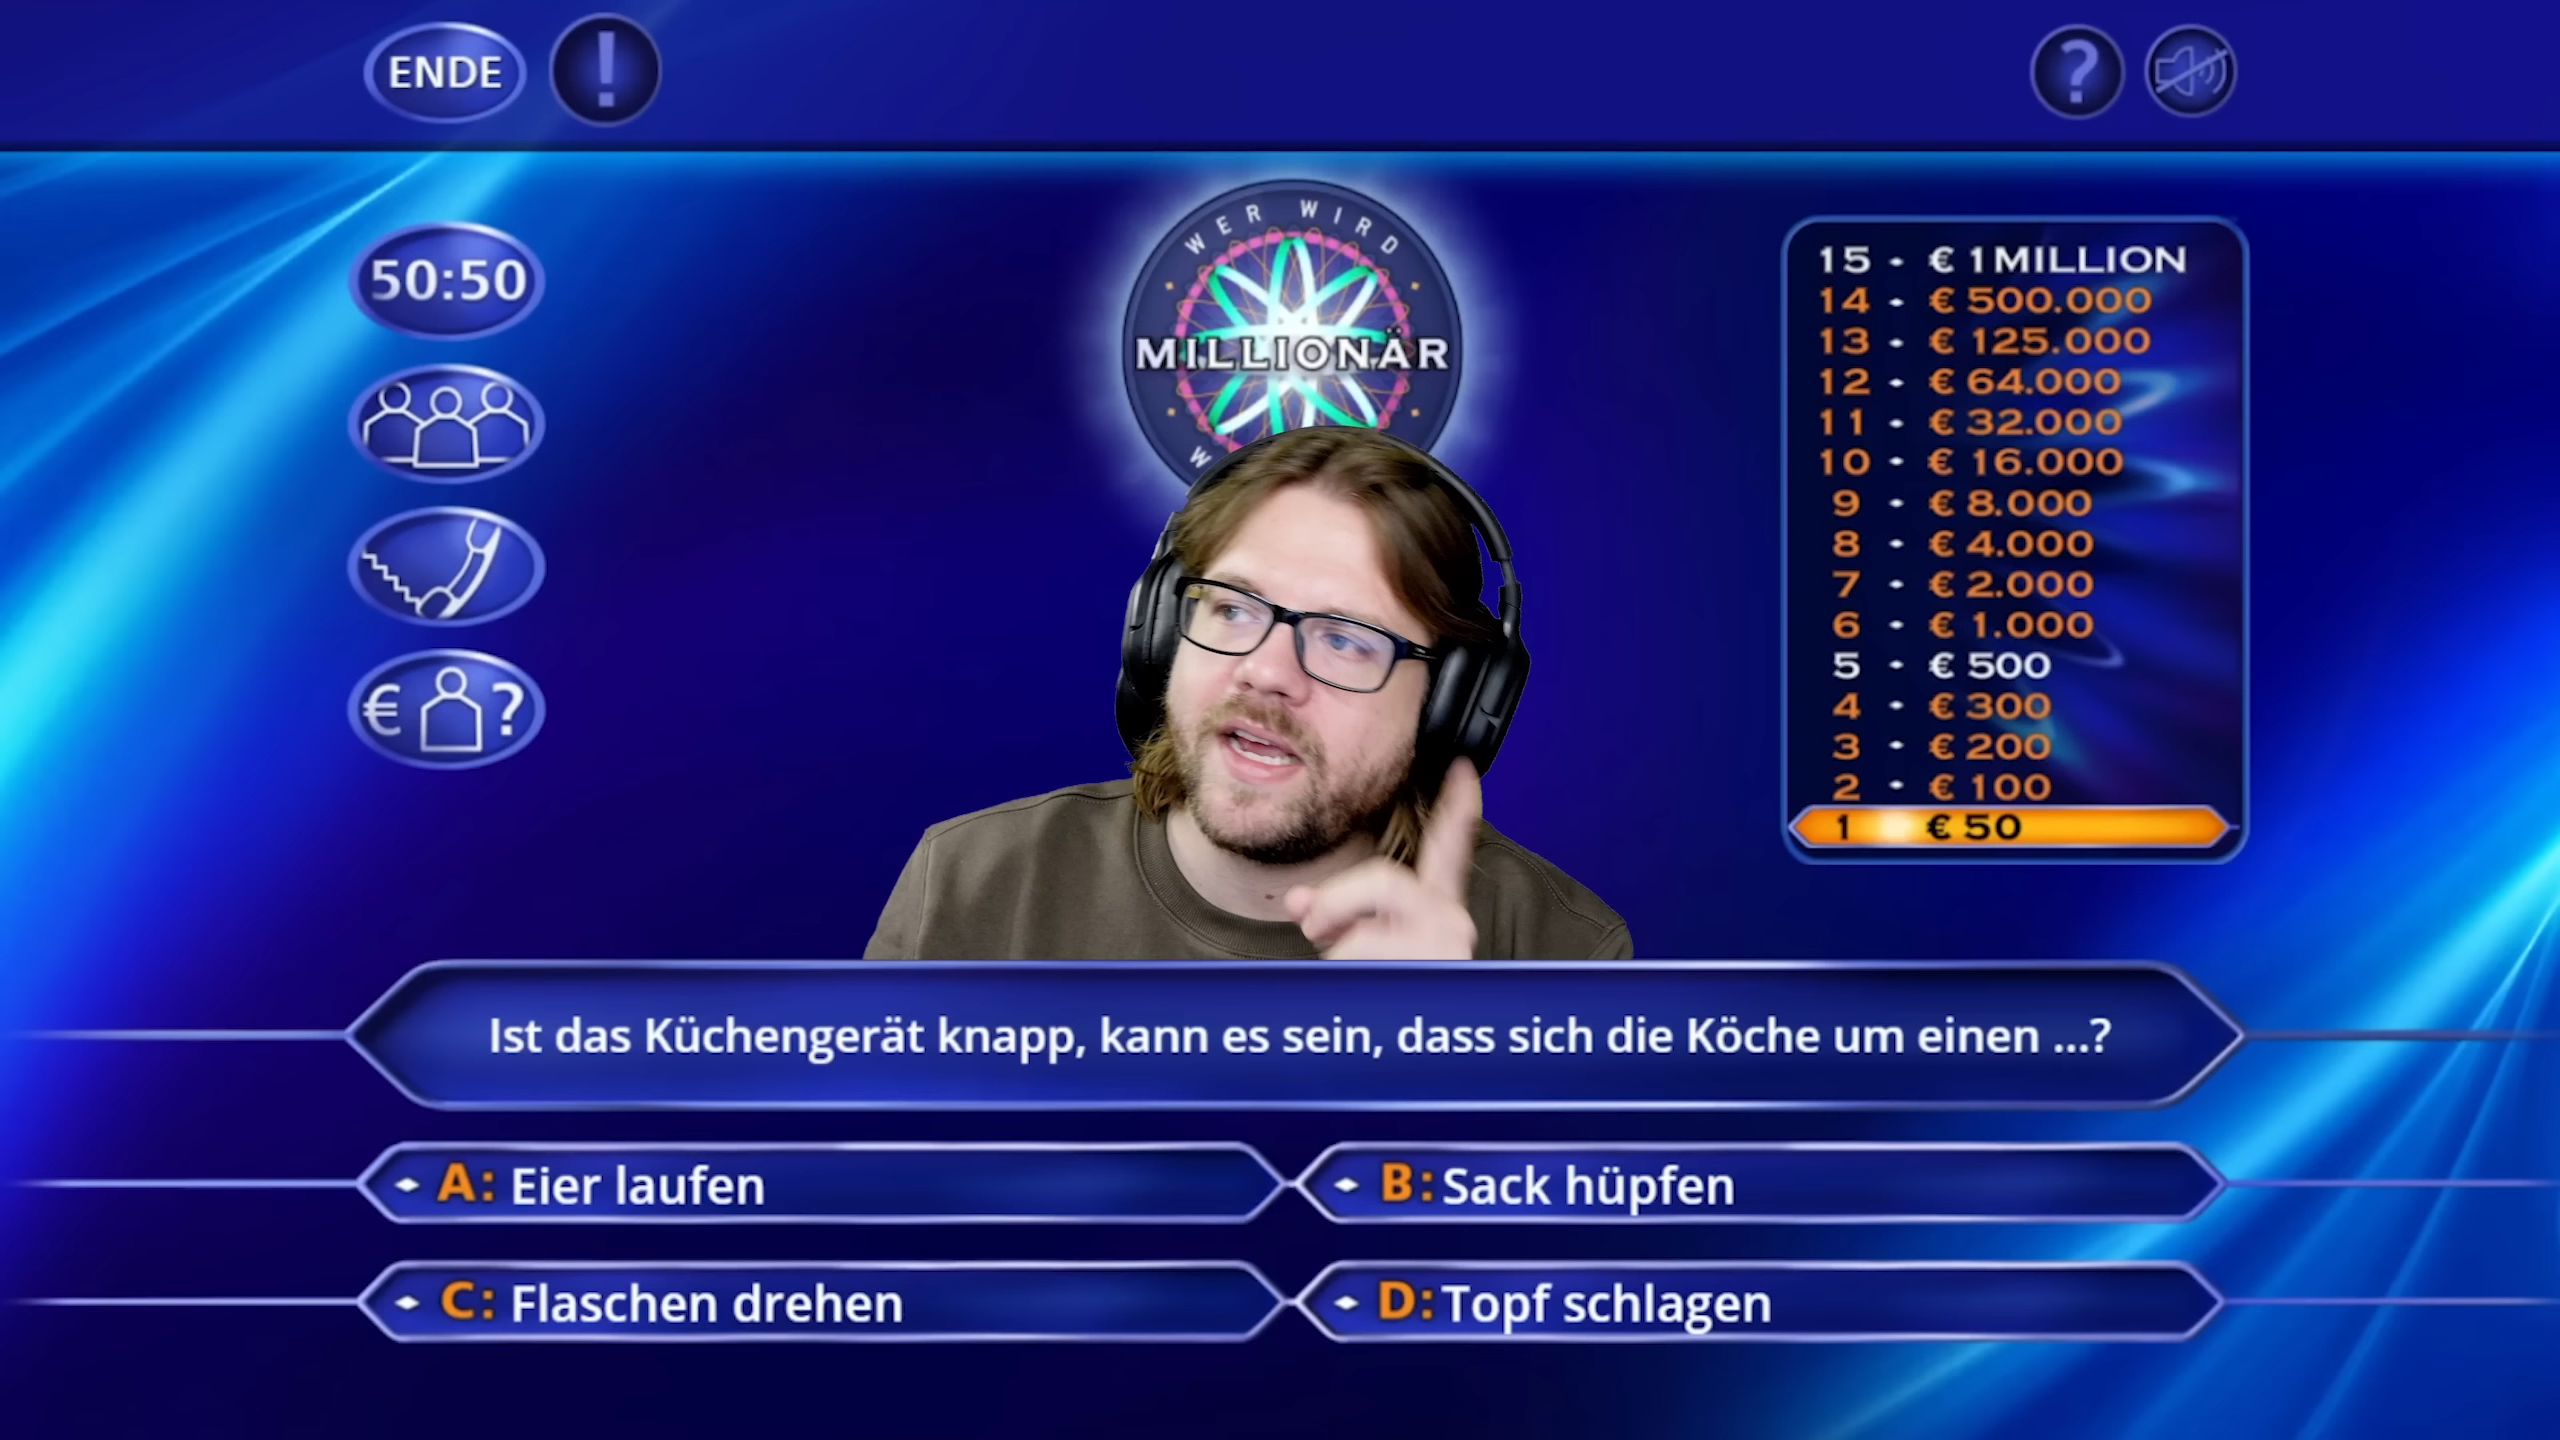 ENDE
!
?
50:50
€ ?
WER WIRD
MILLIONÄR
W
15 ⬩ € 1 MILLION
14 ⬩ € 500.000
13 ⬩ € 125.000
12 ⬩ € 64.000
11 ⬩ € 32.000
10 ⬩ € 16.000
9 ⬩ € 8.000
8 ⬩ € 4.000
7 ⬩ € 2.000
6 ⬩ € 1.000
5 ⬩ € 500
4 ⬩ € 300
3 ⬩ € 200
2 ⬩ € 100
1 € 50
Ist das Küchengerät knapp, kann es sein, dass sich die Köche um einen ...?
A: Eier laufen
B: Sack hüpfen
C: Flaschen drehen
D: Topf schlagen